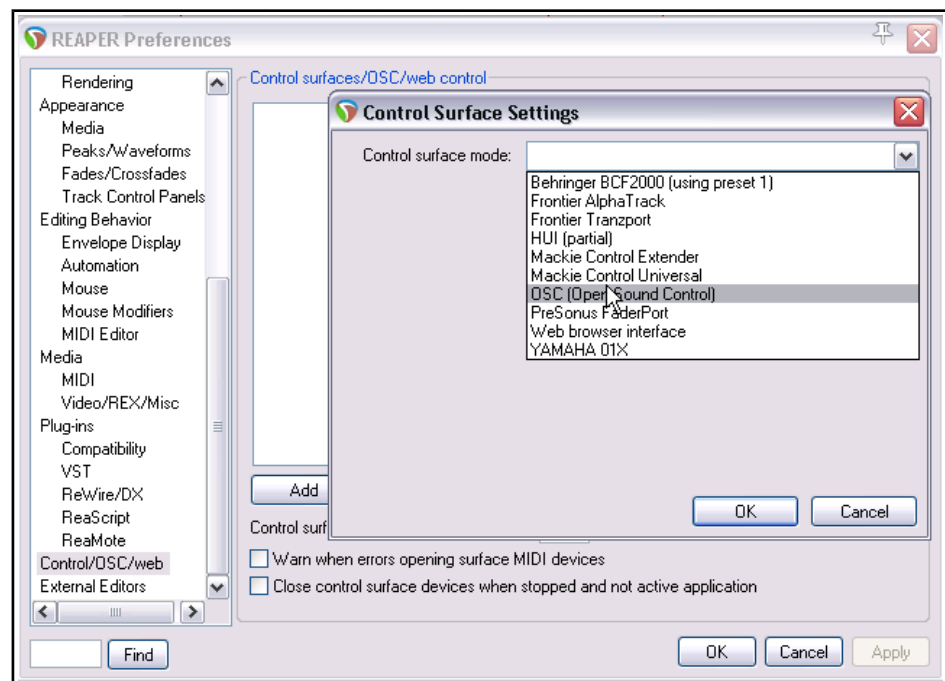 REAPER Preferences
Rendering
Appearance
Media
Peaks/Waveforms
Fades/Crossfades
Track Control Panels
Editing Behavior
Envelope Display
Automation
Mouse
Mouse Modifiers
MIDI Editor
Media
MIDI
Video/REX/Misc
Plug-ins
Compatibility
VST
ReWire/DX
ReaScript
ReaMote
Control/OSC/web
External Editors
Find
Control surfaces/OSC/web control
Control Surface Settings
Control surface mode:
Behringer BCF2000 (using preset 1)
Frontier AlphaTrack
Frontier Tranzport
HUI (partial)
Mackie Control Extender
Mackie Control Universal
OSC (Open Sound Control)
PreSonus FaderPort
Web browser interface
YAMAHA 01X
OK Cancel
Add
Control surf
Warn when errors opening surface MIDI devices
Close control surface devices when stopped and not active application
OK Cancel Apply